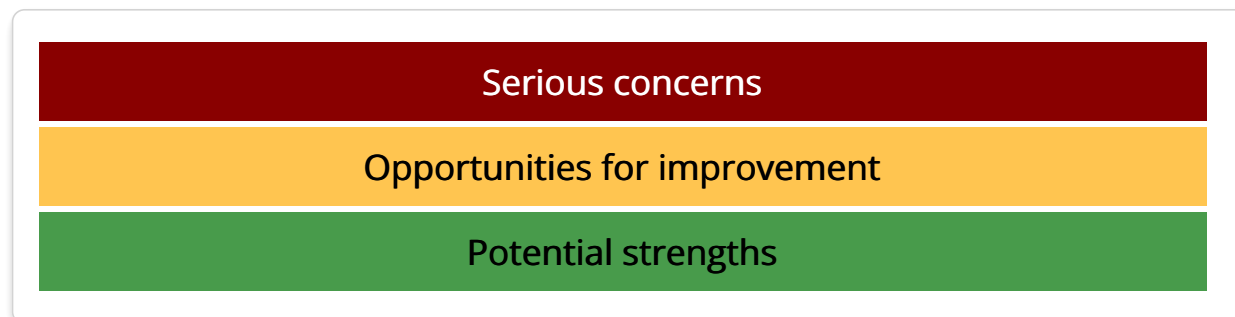 Serious concerns
Opportunities for improvement
Potential strengths